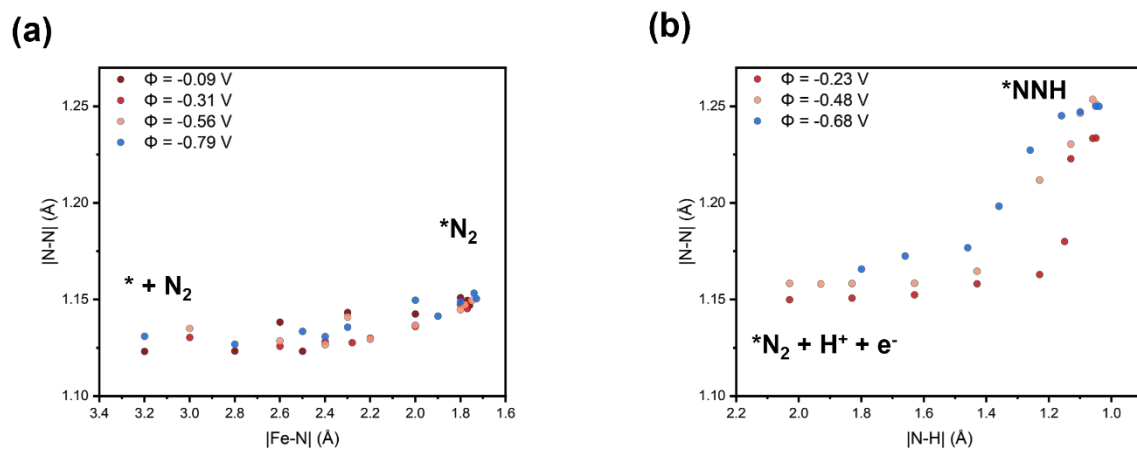 (a)
Φ = -0.09 V
Φ = -0.31 V
Φ = -0.56 V
Φ = -0.79 V
1.25
1.20
1.15
1.10
|N-N| (Å)
*N₂
* + N₂
3.4 3.2 3.0 2.8 2.6 2.4 2.2 2.0 1.8 1.6
|Fe-N| (Å)
(b)
Φ = -0.23 V
Φ = -0.48 V
Φ = -0.68 V
*NNH
1.25
1.20
1.15
1.10
|N-N| (Å)
*N₂ + H⁺ + e⁻
2.2 2.0 1.8 1.6 1.4 1.2 1.0
|N-H| (Å)